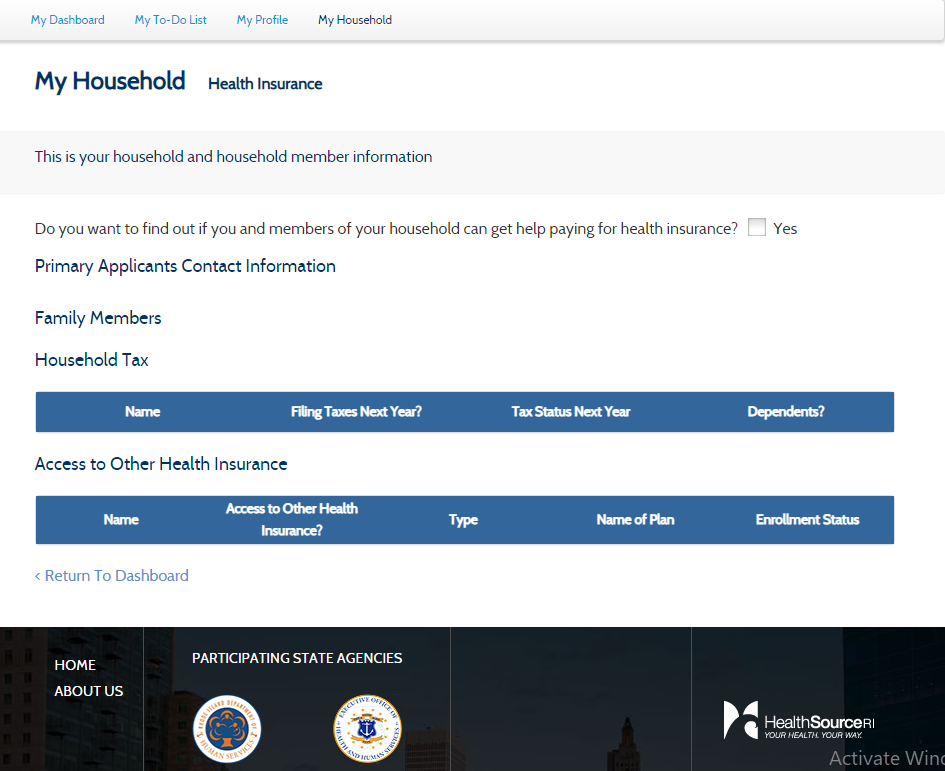 My Dashboard My To-Do List My Profile My Household
My Household Health Insurance
This is your household and household member information
Do you want to find out if you and members of your household can get help paying for health insurance? Yes
Primary Applicants Contact Information
Family Members
Household Tax
Name Filing Taxes Next Year? Tax Status Next Year Dependents?
Access to Other Health Insurance
Name Access to Other Health Insurance? Type Name of Plan Enrollment Status
< Return To Dashboard
HOME
ABOUT US
PARTICIPATING STATE AGENCIES
RHODE ISLAND DEPARTMENT OF HUMAN SERVICES
EXECUTIVE OFFICE OF HEALTH AND HUMAN SERVICES
HealthSourceRI
YOUR HEALTH. YOUR WAY.
Activate Win